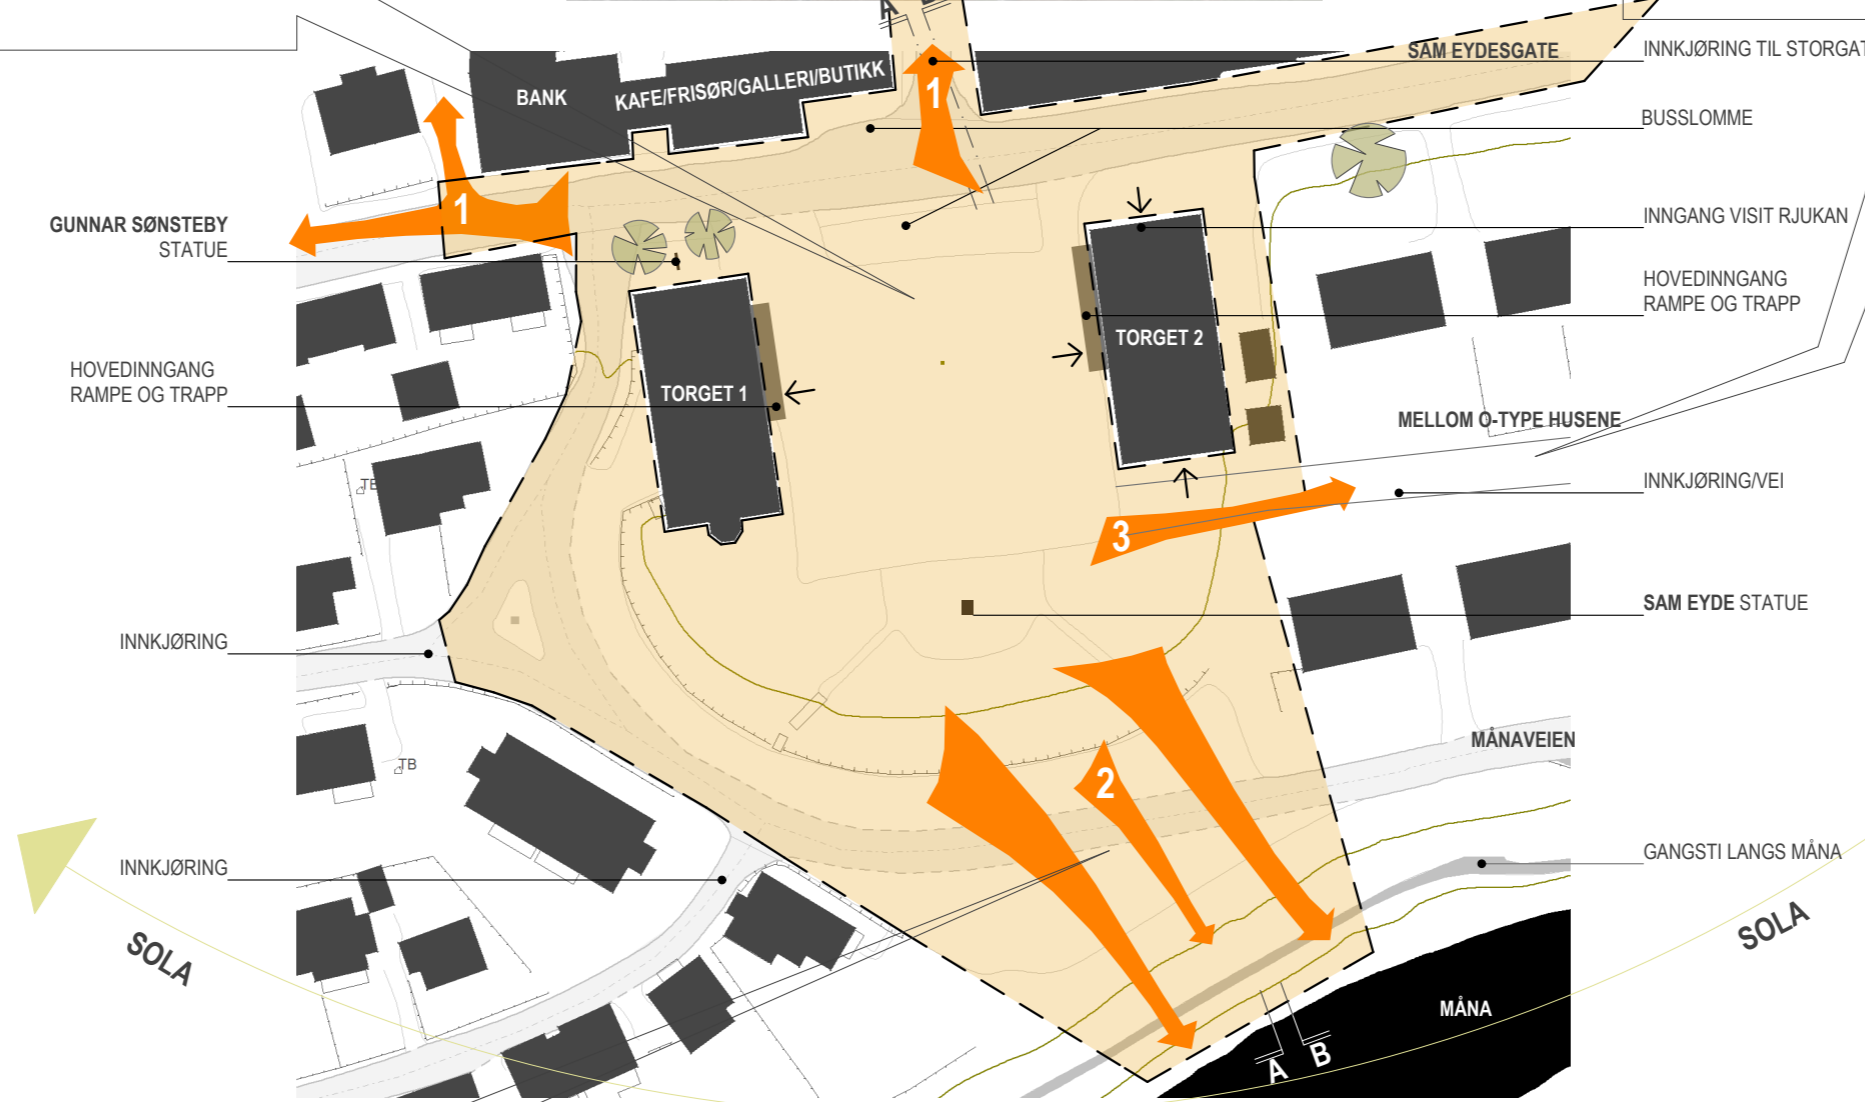 A
SAM EYDESGATE
BANK
KAFE/FRISØR/GALLERI/BUTIKK
1
INNKJØRING TIL STORGAT
BUSSLOMME
1
GUNNAR SØNSTEBY
STATUE
INNGANG VISIT RJUKAN
HOVEDINNGANG
RAMPE OG TRAPP
TORGET 2
HOVEDINNGANG
RAMPE OG TRAPP
TORGET 1
MELLOM O-TYPE HUSENE
TB
INNKJØRING/VEI
3
SAM EYDE STATUE
INNKJØRING
MÅNAVEIEN
TB
2
INNKJØRING
GANGSTI LANGS MÅNA
SOLA
SOLA
MÅNA
A
B